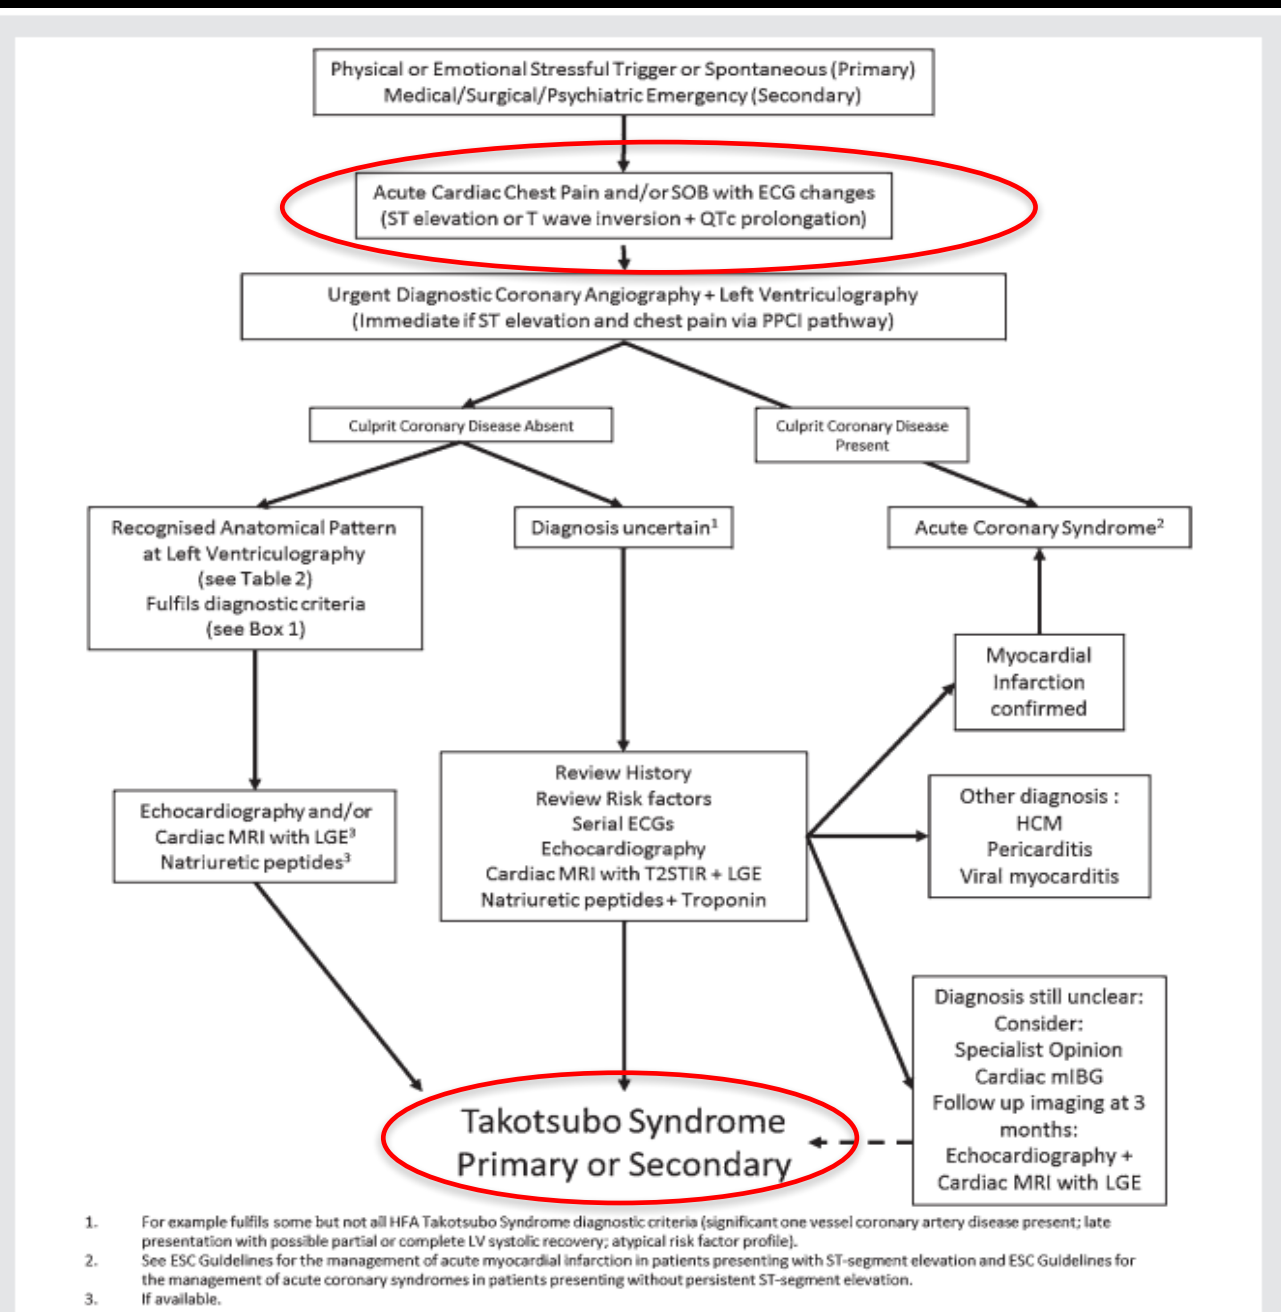 Physical or Emotional Stressful Trigger or Spontaneous (Primary)
Medical/Surgical/Psychiatric Emergency (Secondary)
Acute Cardiac Chest Pain and/or SOB with ECG changes
(ST elevation or T wave inversion + QTc prolongation)
Urgent Diagnostic Coronary Angiography + Left Ventriculography
(Immediate if ST elevation and chest pain via PPCI pathway)
Culprit Coronary Disease Absent
Culprit Coronary Disease
Present
Recognised Anatomical Pattern
at Left Ventriculography
(see Table 2)
Fulfils diagnostic criteria
(see Box 1)
Diagnosis uncertain¹
Acute Coronary Syndrome²
Myocardial
Infarction
confirmed
Review History
Review Risk factors
Serial ECGs
Echocardiography
Cardiac MRI with T2STIR + LGE
Natriuretic peptides + Troponin
Echocardiography and/or
Cardiac MRI with LGE³
Natriuretic peptides³
Other diagnosis :
HCM
Pericarditis
Viral myocarditis
Diagnosis still unclear:
Consider:
Specialist Opinion
Cardiac mIBG
Follow up imaging at 3
months:
Echocardiography +
Cardiac MRI with LGE
Takotsubo Syndrome
Primary or Secondary
1. For example fulfils some but not all HFA Takotsubo Syndrome diagnostic criteria (significant one vessel coronary artery disease present; late
presentation with possible partial or complete LV systolic recovery; atypical risk factor profile).
2. See ESC Guidelines for the management of acute myocardial infarction in patients presenting with ST-segment elevation and ESC Guidelines for
the management of acute coronary syndromes in patients presenting without persistent ST-segment elevation.
3. If available.